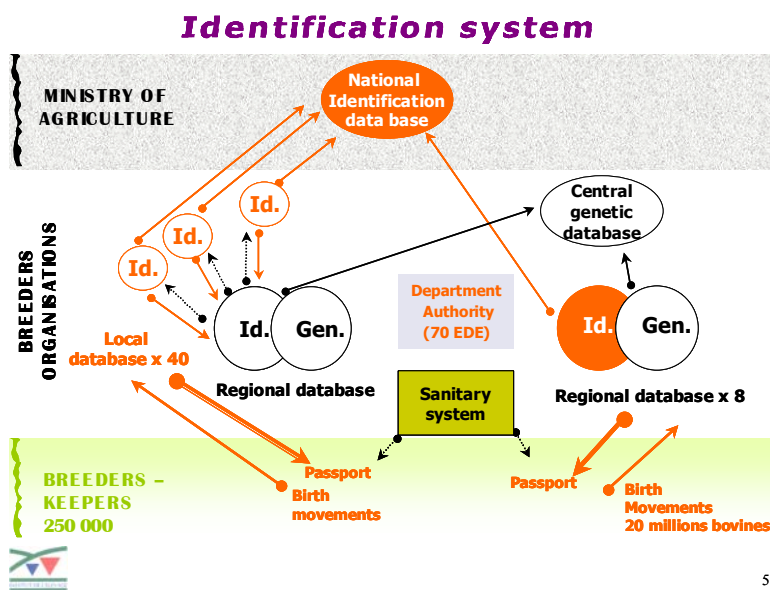 Identification system
MINISTRY OF
AGRICULTURE
National
Identification
data base
Central
genetic
database
Id.
Id.
Id.
BREEDERS
ORGANISATIONS
Department
Authority
(70 EDE)
Id. Gen.
Id. Gen.
Local
database x 40
Regional database
Sanitary
system
Regional database x 8
Passport
Birth
movements
Passport
Birth
Movements
20 millions bovines
BREEDERS –
KEEPERS
250 000
5